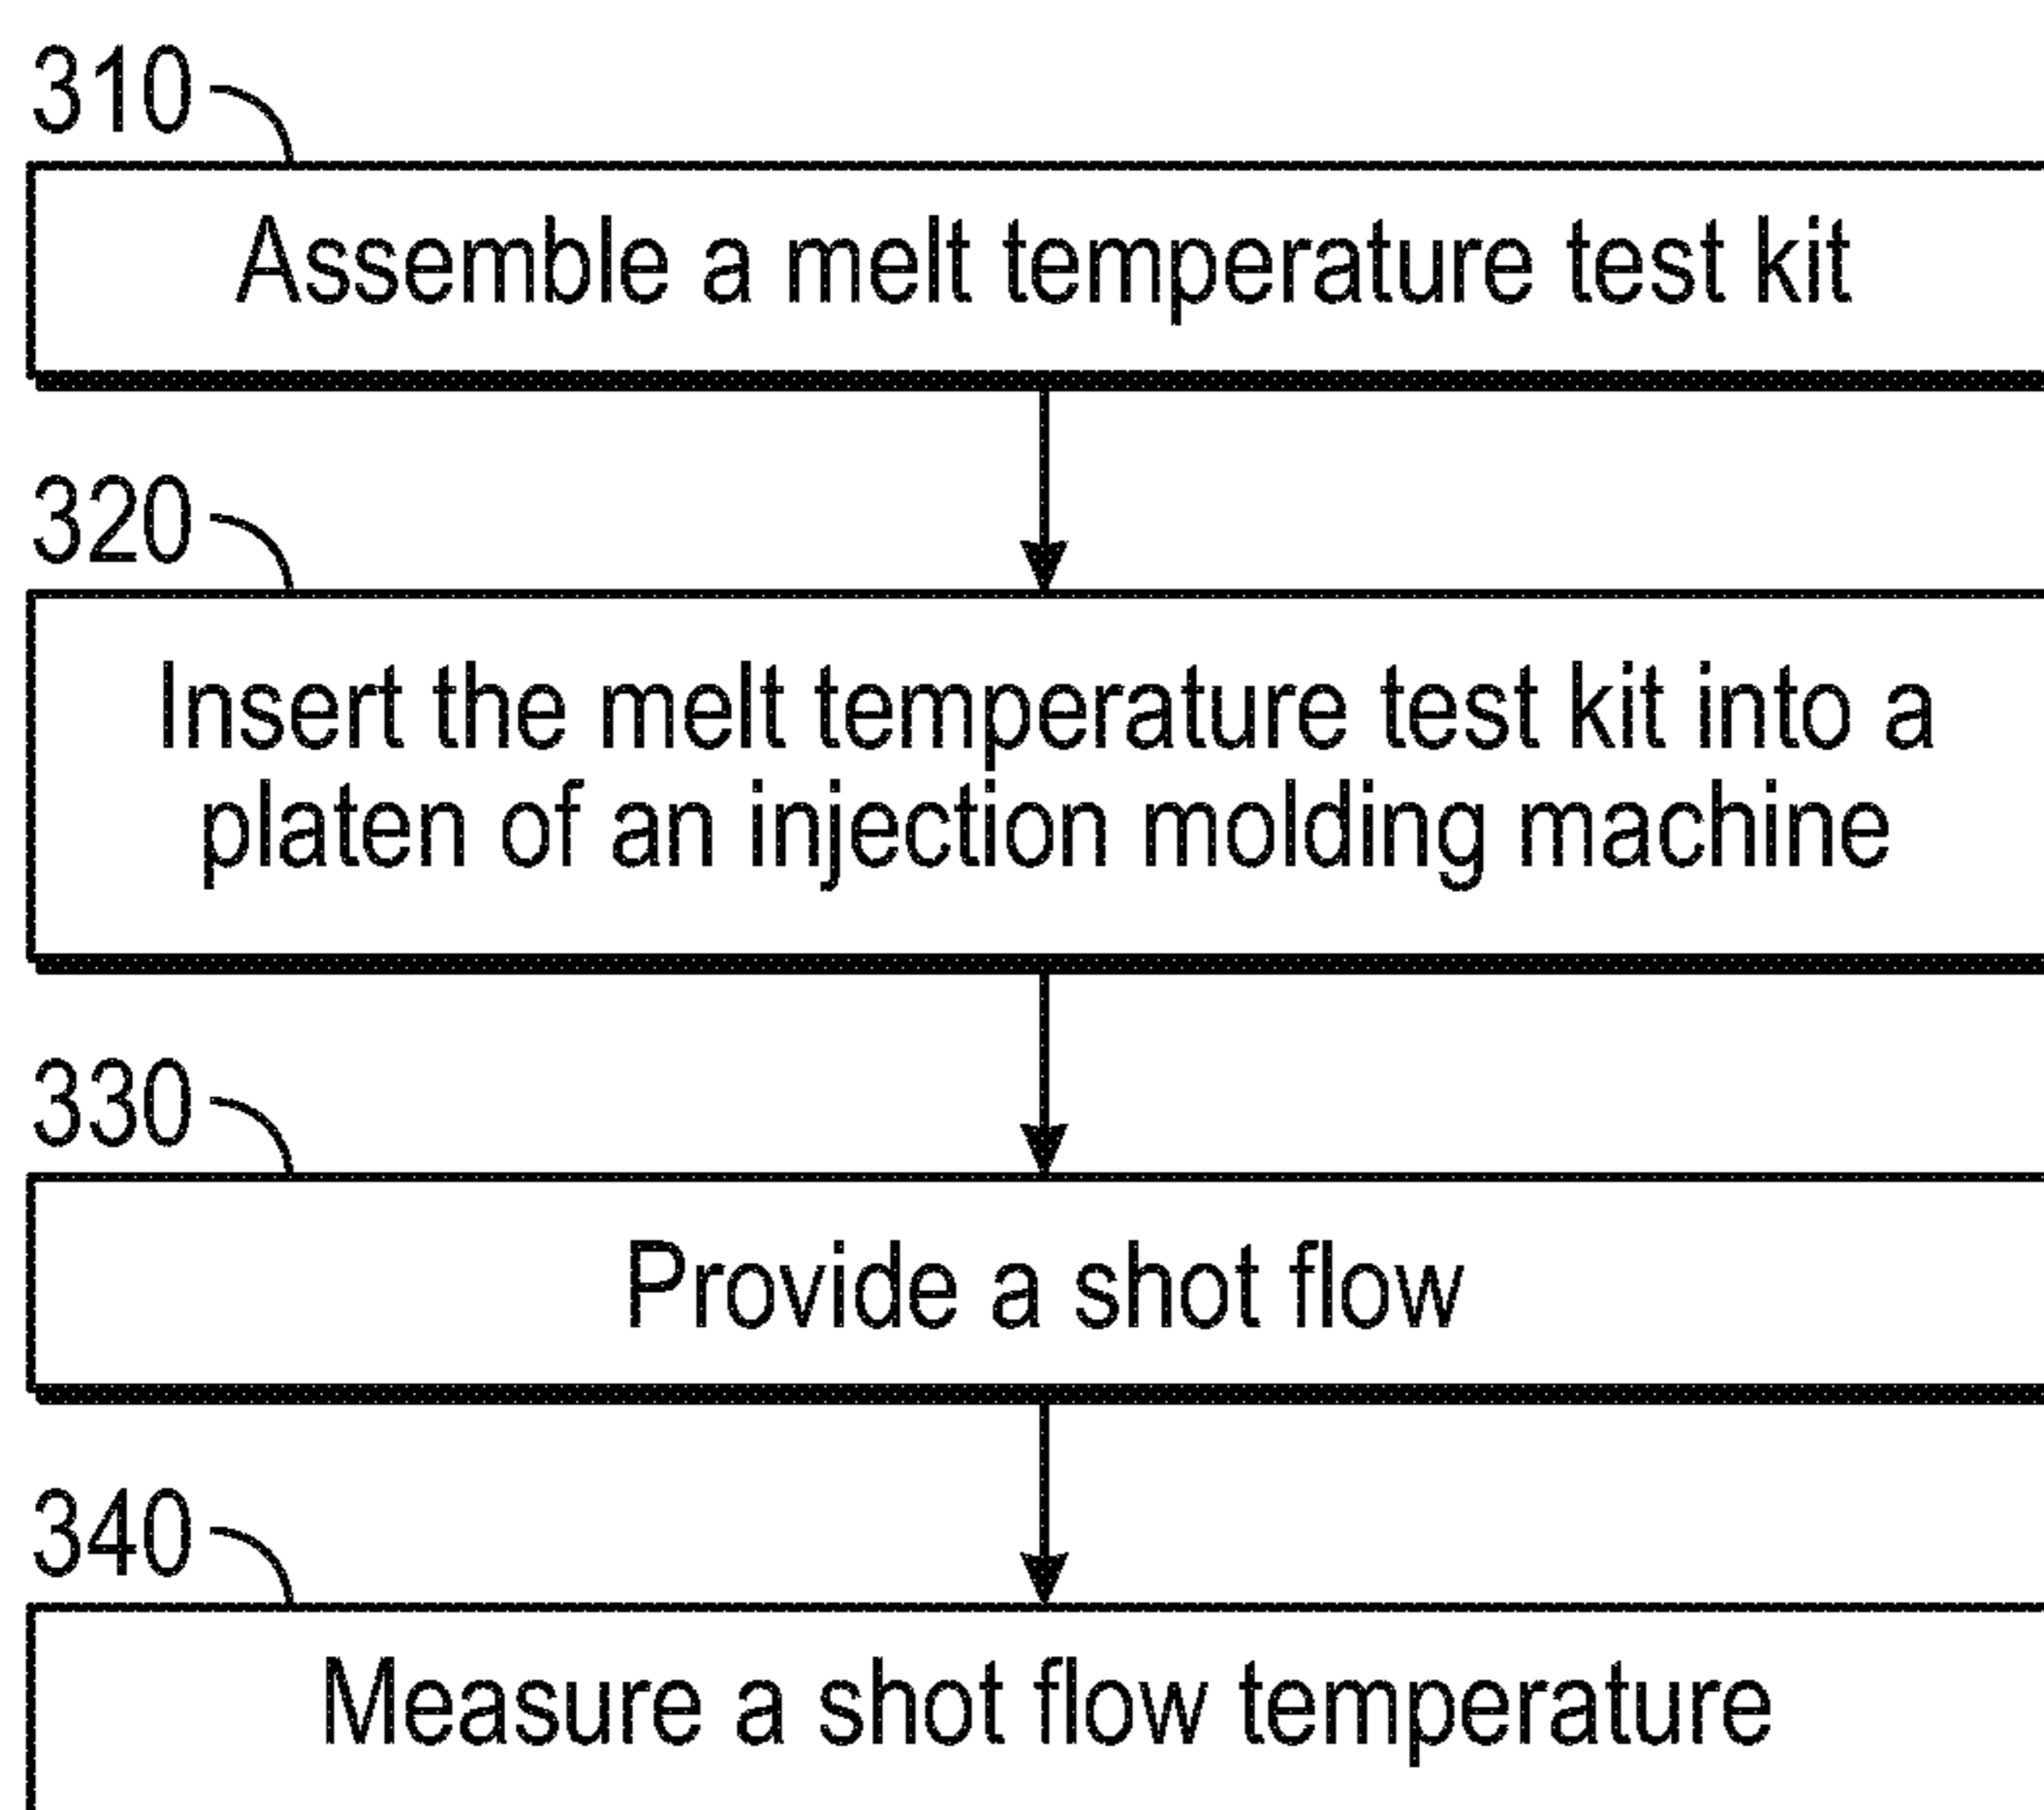 310
Assemble a melt temperature test kit
320
Insert the melt temperature test kit into a
platen of an injection molding machine
330
Provide a shot flow
340
Measure a shot flow temperature